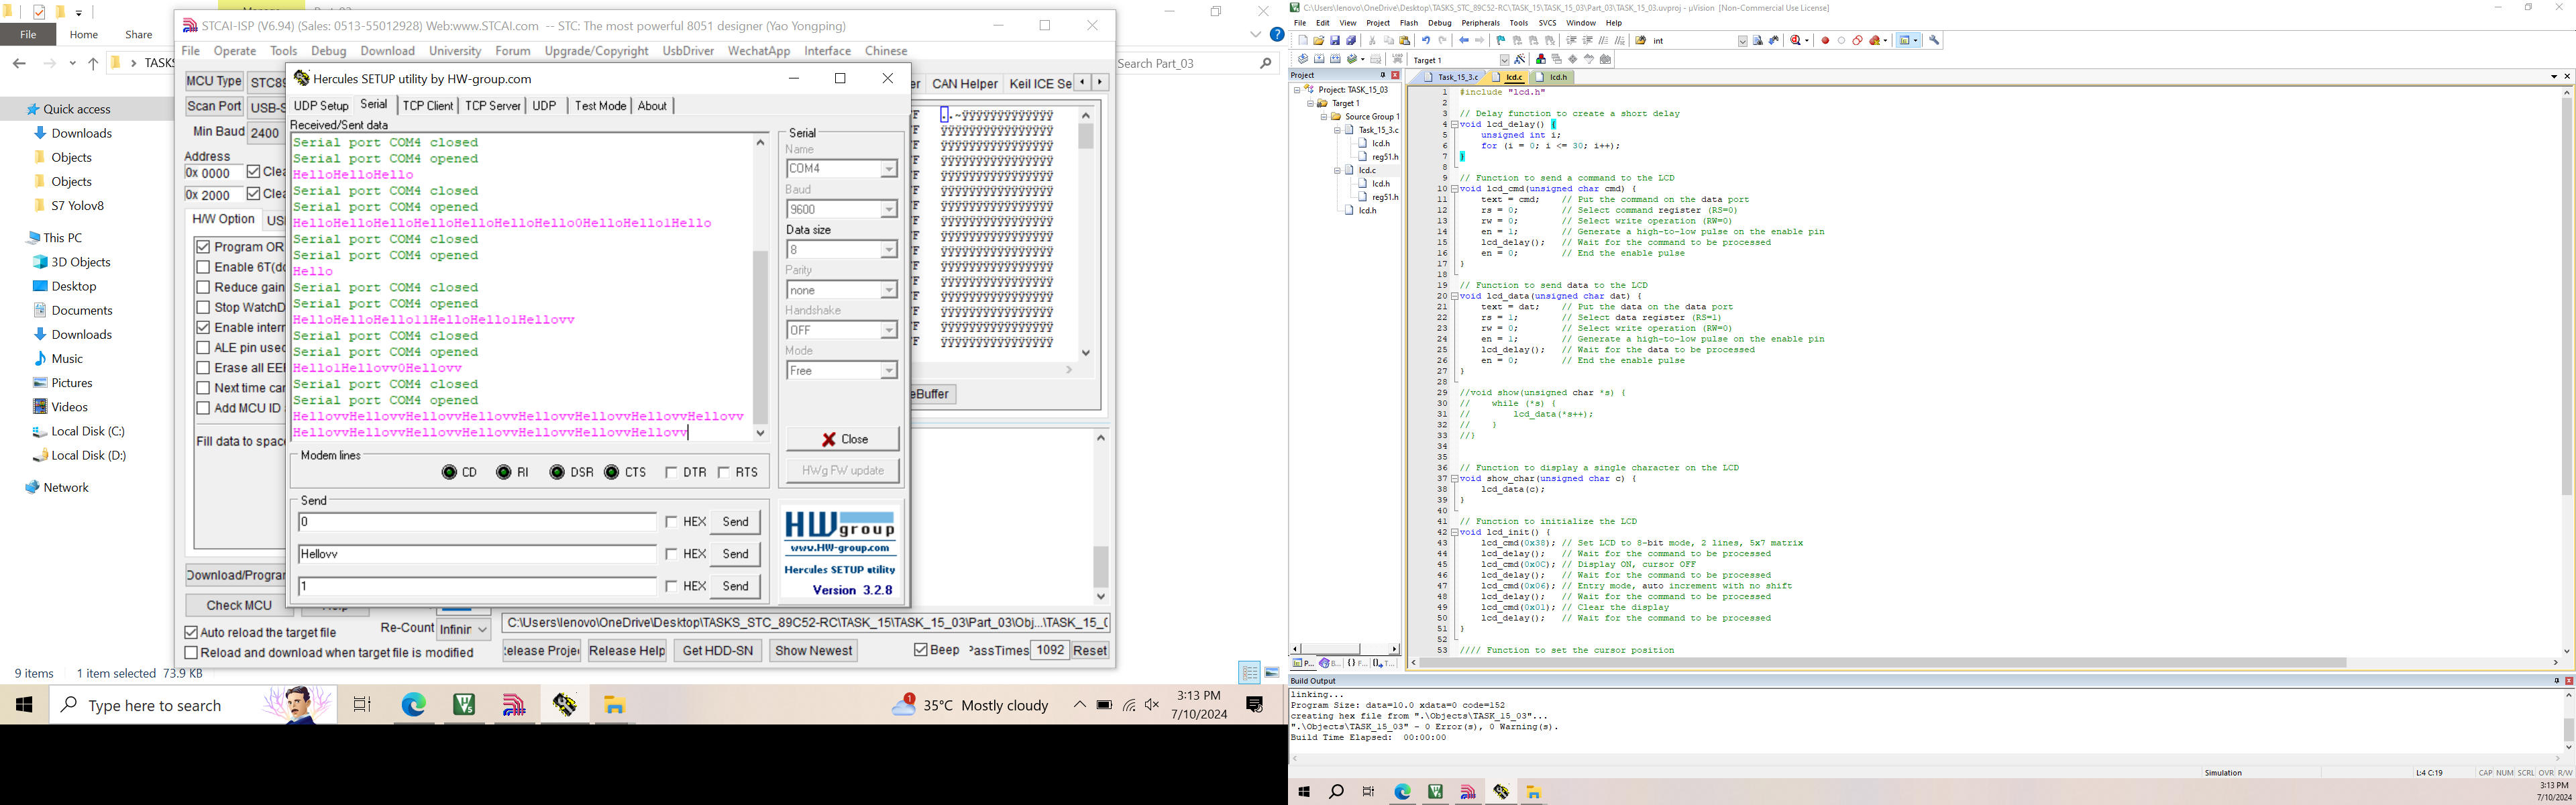 File
Home
Share
TASKS
Search Part_03
Quick access
Downloads
Objects
Objects
S7 Yolov8
This PC
3D Objects
Desktop
Documents
Downloads
Music
Pictures
Videos
Local Disk (C:)
Local Disk (D:)
Network
9 items
1 item selected 73.9 KB
STCAI-ISP (V6.94) (Sales: 0513-55012928) Web:www.STCAI.com -- STC: The most powerful 8051 designer (Yao Yongping)
File Operate Tools Debug Download University Forum Upgrade/Copyright UsbDriver WechatApp Interface Chinese
MCU Type STC89
Scan Port USB-S
Min Baud 2400
Address
0x 0000 Clea
0x 2000 Clea
H/W Option US
Program OR
Enable 6T(do
Reduce gain
Stop WatchD
Enable intern
ALE pin used
Erase all EEF
Next time can
Add MCU ID
Fill data to space
Download/Program
Check MCU
Help
Auto reload the target file
Re-Count Infinir
Reload and download when target file is modified
er CAN Helper Keil ICE Se
eBuffer
C:\Users\lenovo\OneDrive\Desktop\TASKS_STC_89C52-RC\TASK_15\TASK_15_03\Part_03\Obj...\TASK_15_0
Release Help
Get HDD-SN
Show Newest
Beep
PassTimes 1092 Reset
Hercules SETUP utility by HW-group.com
UDP Setup Serial TCP Client TCP Server UDP Test Mode About
Received/Sent data
Serial port COM4 closed
Serial port COM4 opened
HelloHelloHello
Serial port COM4 closed
Serial port COM4 opened
HelloHelloHelloHelloHelloHelloHello0HelloHello1Hello
Serial port COM4 closed
Serial port COM4 opened
Hello
Serial port COM4 closed
Serial port COM4 opened
HelloHelloHello11HelloHello1Hellovv
Serial port COM4 closed
Serial port COM4 opened
Hello1Hellovv0Hellovv
Serial port COM4 closed
Serial port COM4 opened
HellovvHellovvHellovvHellovvHellovvHellovvHellovvHellovv
HellovvHellovvHellovvHellovvHellovvHellovvHellovv
Serial
Name
COM4
Baud
9600
Data size
8
Parity
none
Handshake
OFF
Mode
Free
Close
HWg FW update
Modem lines
CD RI DSR CTS DTR RTS
Send
0 HEX Send
Hellovv HEX Send
1 HEX Send
HWgroup
www.HW-group.com
Hercules SETUP utility
Version 3.2.8
Type here to search
1
35°C Mostly cloudy
3:13 PM
7/10/2024
C:\Users\lenovo\OneDrive\Desktop\TASKS_STC_89C52-RC\TASK_15\TASK_15_03\Part_03\TASK_15_03.uvproj - µVision [Non-Commercial Use License]
File Edit View Project Flash Debug Peripherals Tools SVCS Window Help
int
Target 1
Project
Project: TASK_15_03
Target 1
Source Group 1
Task_15_3.c
lcd.h
reg51.h
lcd.c
lcd.h
reg51.h
lcd.h
Task_15_3.c lcd.c lcd.h
1 #include "lcd.h"
2
3 // Delay function to create a short delay
4 void lcd_delay() {
5 unsigned int i;
6 for (i = 0; i <= 30; i++);
7 }
8
9 // Function to send a command to the LCD
10 void lcd_cmd(unsigned char cmd) {
11 text = cmd; // Put the command on the data port
12 rs = 0; // Select command register (RS=0)
13 rw = 0; // Select write operation (RW=0)
14 en = 1; // Generate a high-to-low pulse on the enable pin
15 lcd_delay(); // Wait for the command to be processed
16 en = 0; // End the enable pulse
17 }
18
19 // Function to send data to the LCD
20 void lcd_data(unsigned char dat) {
21 text = dat; // Put the data on the data port
22 rs = 1; // Select data register (RS=1)
23 rw = 0; // Select write operation (RW=0)
24 en = 1; // Generate a high-to-low pulse on the enable pin
25 lcd_delay(); // Wait for the data to be processed
26 en = 0; // End the enable pulse
27 }
28
29 //void show(unsigned char *s) {
30 // while (*s) {
31 // lcd_data(*s++);
32 // }
33 //}
34
35
36 // Function to display a single character on the LCD
37 void show_char(unsigned char c) {
38 lcd_data(c);
39 }
40
41 // Function to initialize the LCD
42 void lcd_init() {
43 lcd_cmd(0x38); // Set LCD to 8-bit mode, 2 lines, 5x7 matrix
44 lcd_delay(); // Wait for the command to be processed
45 lcd_cmd(0x0C); // Display ON, cursor OFF
46 lcd_delay(); // Wait for the command to be processed
47 lcd_cmd(0x06); // Entry mode, auto increment with no shift
48 lcd_delay(); // Wait for the command to be processed
49 lcd_cmd(0x01); // Clear the display
50 lcd_delay(); // Wait for the command to be processed
51 }
52
53 //// Function to set the cursor position
Build Output
linking...
Program Size: data=10.0 xdata=0 code=152
creating hex file from ".\Objects\TASK_15_03"...
".\Objects\TASK_15_03" - 0 Error(s), 0 Warning(s).
Build Time Elapsed: 00:00:00
Simulation
L:4 C:19
CAP NUM SCRL OVR R/W
3:13 PM
7/10/2024